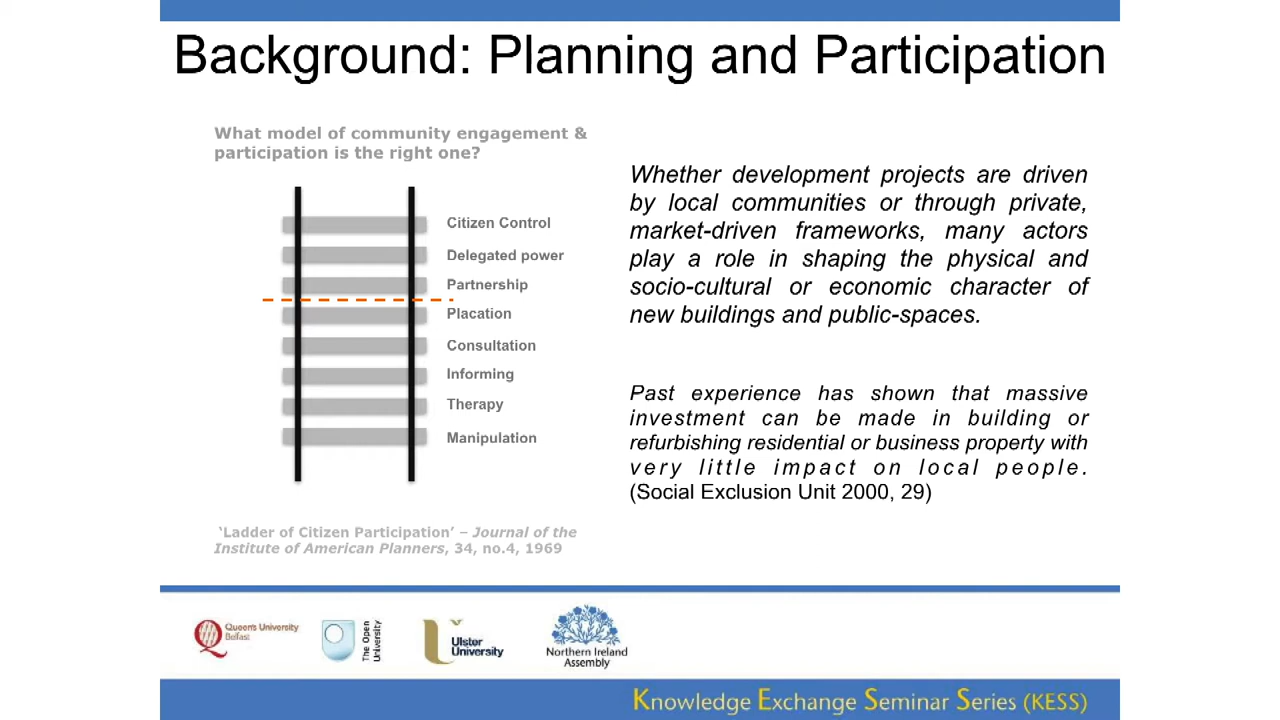 Background: Planning and Participation
What model of community engagement &
participation is the right one?
Citizen Control
Delegated power
Partnership
Placation
Consultation
Informing
Therapy
Manipulation
‘Ladder of Citizen Participation’ – Journal of the
Institute of American Planners, 34, no.4, 1969
Whether development projects are driven
by local communities or through private,
market-driven frameworks, many actors
play a role in shaping the physical and
socio-cultural or economic character of
new buildings and public-spaces.
Past experience has shown that massive
investment can be made in building or
refurbishing residential or business property with
very little impact on local people.
(Social Exclusion Unit 2000, 29)
Queen's University
Belfast
The Open
University
Ulster
University
Northern Ireland
Assembly
Knowledge Exchange Seminar Series (KESS)